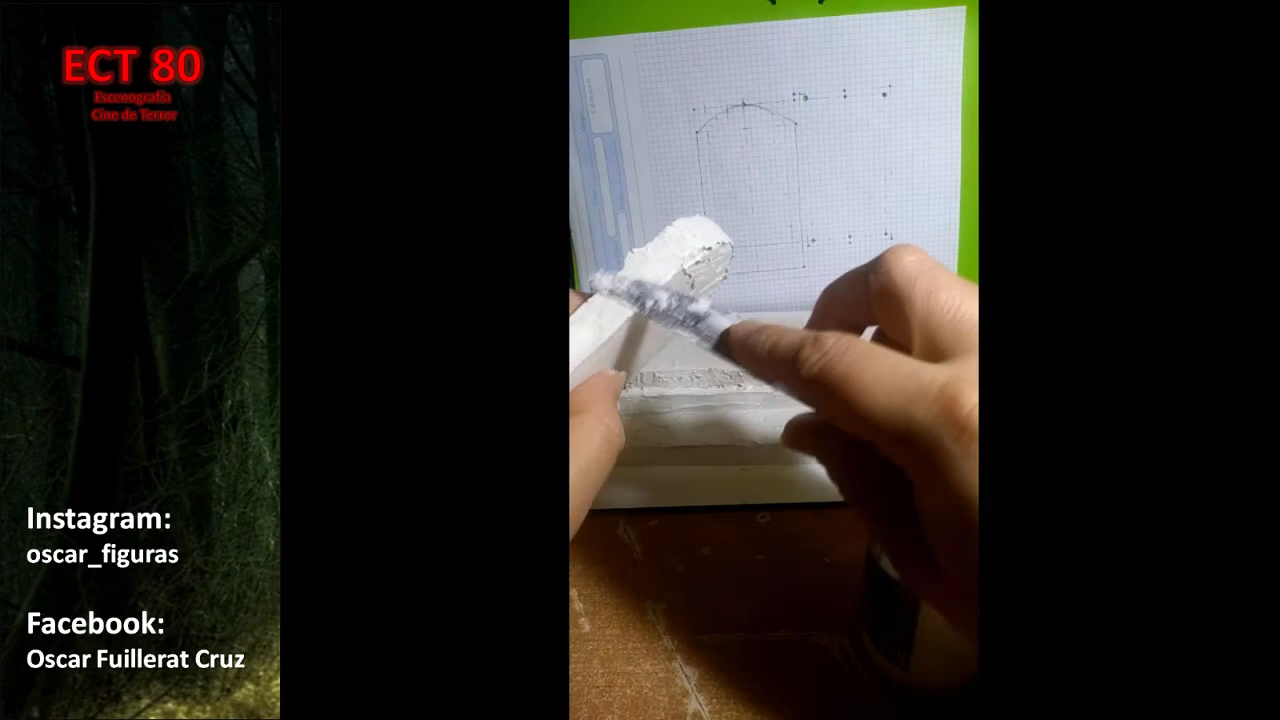 ECT 80
Escenografía
Cine de Terror
Instagram:
oscar_figuras
Facebook:
Oscar Fuillerat Cruz